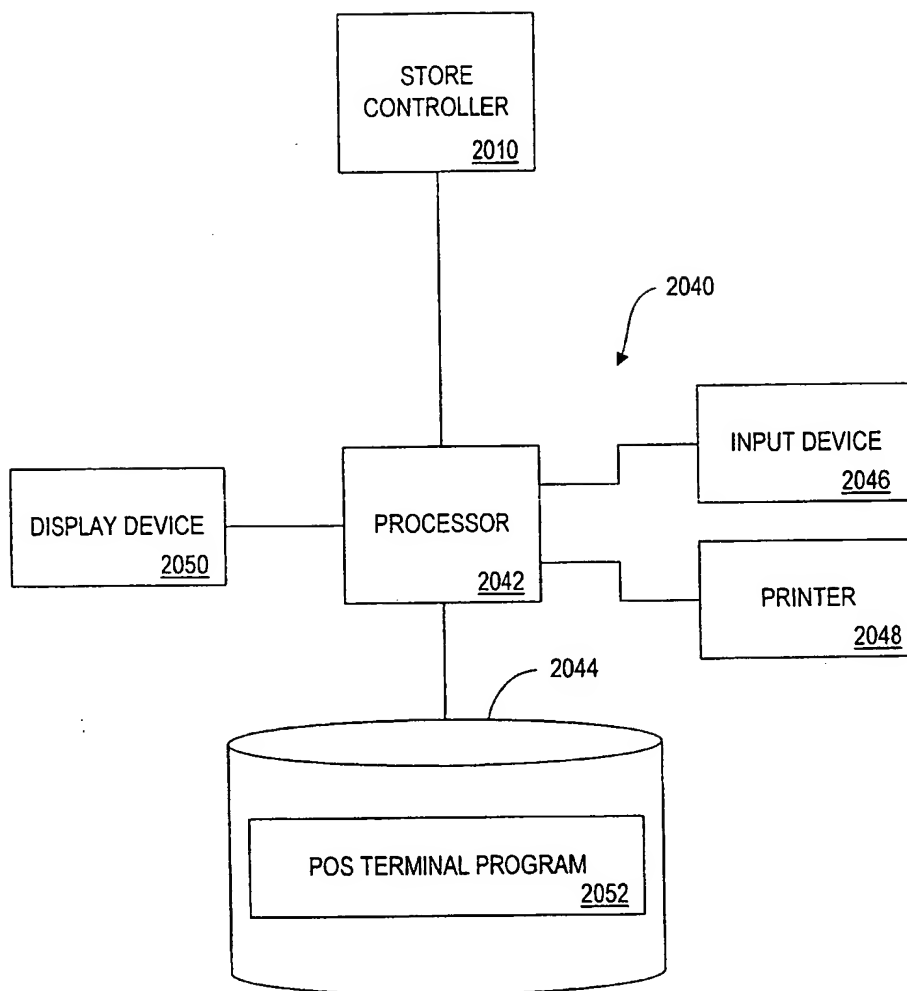 STORE
CONTROLLER
2010
2040
INPUT DEVICE
2046
DISPLAY DEVICE
2050
PROCESSOR
2042
PRINTER
2048
2044
POS TERMINAL PROGRAM
2052